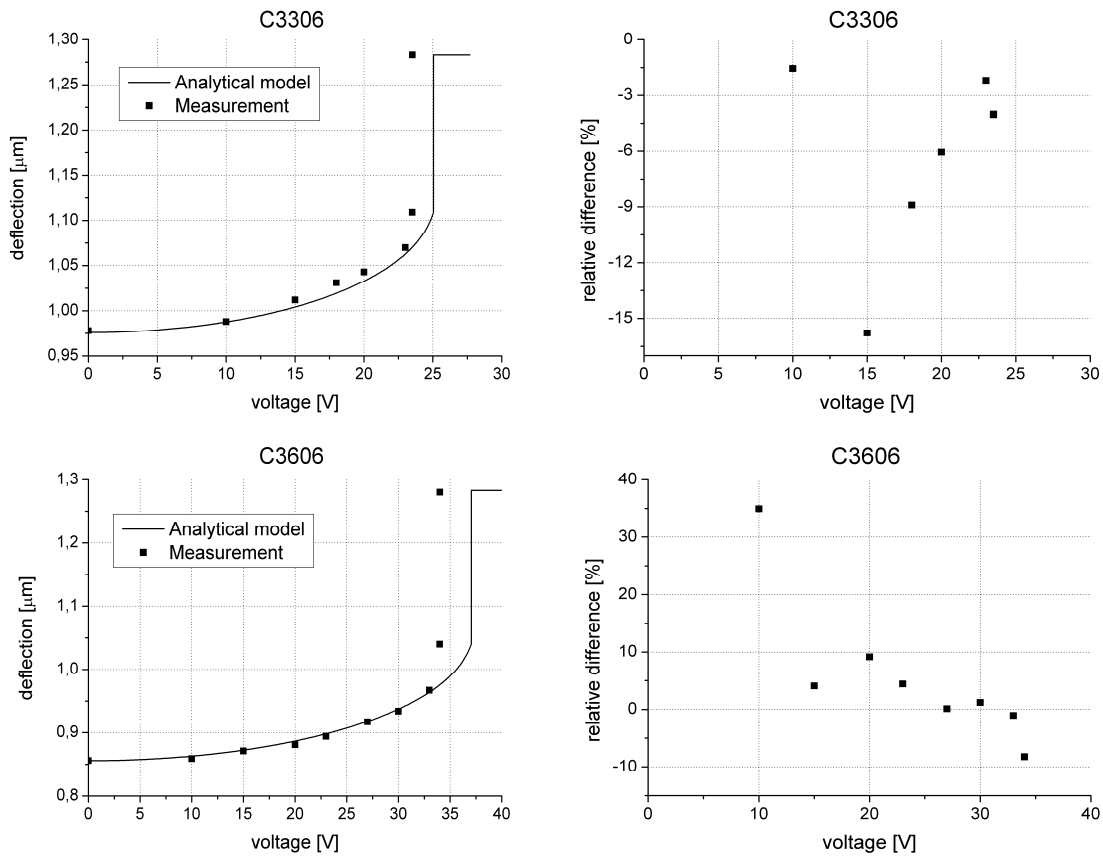 C3306
1,30
1,25
1,20
1,15
1,10
1,05
1,00
0,95
deflection [μm]
Analytical model
Measurement
0 5 10 15 20 25 30
voltage [V]
C3306
0
-3
-6
-9
-12
-15
relative difference [%]
0 5 10 15 20 25 30
voltage [V]
C3606
1,3
1,2
1,1
1,0
0,9
0,8
deflection [μm]
Analytical model
Measurement
0 5 10 15 20 25 30 35 40
voltage [V]
C3606
40
30
20
10
0
-10
relative difference [%]
0 10 20 30 40
voltage [V]